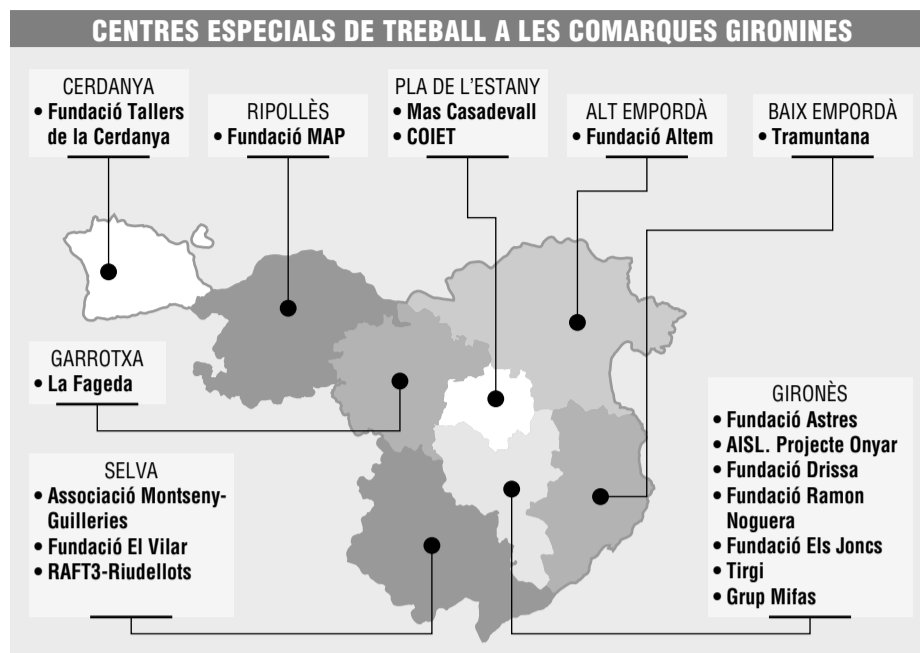 CENTRES ESPECIALS DE TREBALL A LES COMARQUES GIRONINES
CERDANYA
• Fundació Tallers
de la Cerdanya
RIPOLLÈS
• Fundació MAP
PLA DE L'ESTANY
• Mas Casadevall
• COIET
ALT EMPORDÀ
• Fundació Altem
BAIX EMPORDÀ
• Tramuntana
GARROTXA
• La Fageda
SELVA
• Associació Montseny-
Guilleries
• Fundació El Vilar
• RAFT3-Riudellots
GIRONÈS
• Fundació Astres
• AISL. Projecte Onyar
• Fundació Drissa
• Fundació Ramon
Noguera
• Fundació Els Joncs
• Tirgi
• Grup Mifas